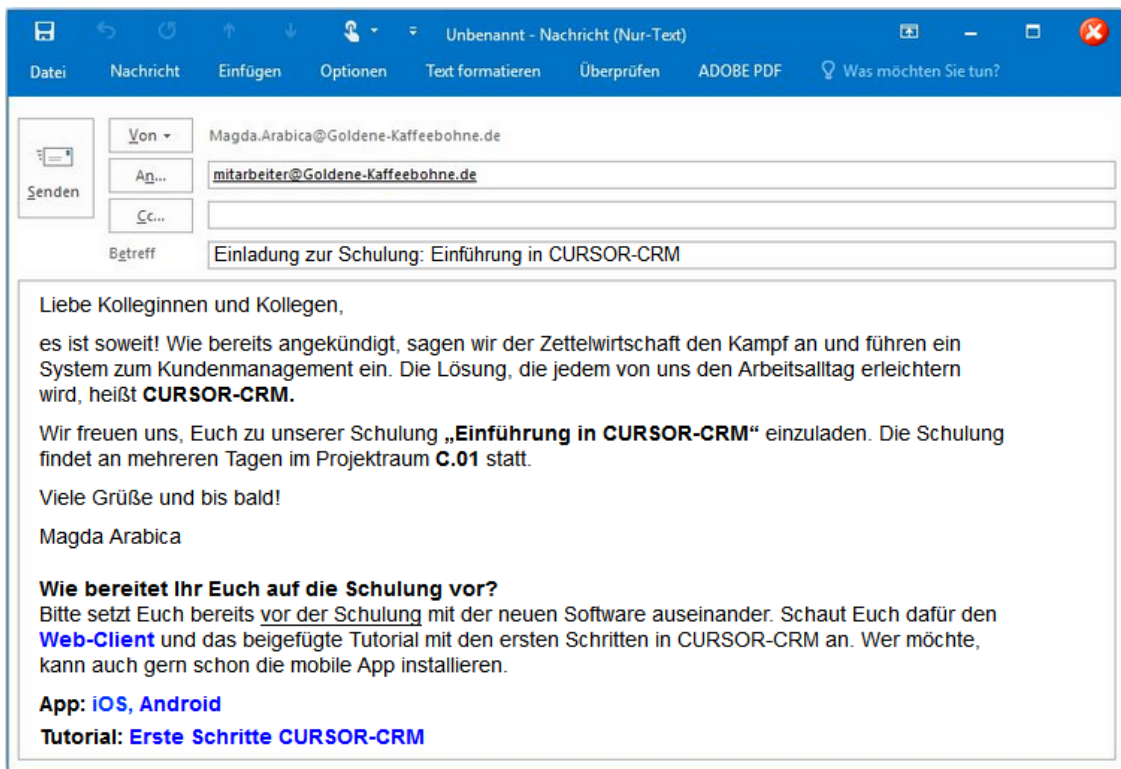 Unbenannt - Nachricht (Nur-Text)
Datei Nachricht Einfügen Optionen Text formatieren Überprüfen ADOBE PDF Was möchten Sie tun?
Von Magda.Arabica@Goldene-Kaffeebohne.de
An... mitarbeiter@Goldene-Kaffeebohne.de
Senden
Cc...
Betreff Einladung zur Schulung: Einführung in CURSOR-CRM
Liebe Kolleginnen und Kollegen,
es ist soweit! Wie bereits angekündigt, sagen wir der Zettelwirtschaft den Kampf an und führen ein
System zum Kundenmanagement ein. Die Lösung, die jedem von uns den Arbeitsalltag erleichtern
wird, heißt CURSOR-CRM.
Wir freuen uns, Euch zu unserer Schulung „Einführung in CURSOR-CRM“ einzuladen. Die Schulung
findet an mehreren Tagen im Projektraum C.01 statt.
Viele Grüße und bis bald!
Magda Arabica
Wie bereitet Ihr Euch auf die Schulung vor?
Bitte setzt Euch bereits vor der Schulung mit der neuen Software auseinander. Schaut Euch dafür den
Web-Client und das beigefügte Tutorial mit den ersten Schritten in CURSOR-CRM an. Wer möchte,
kann auch gern schon die mobile App installieren.
App: iOS, Android
Tutorial: Erste Schritte CURSOR-CRM